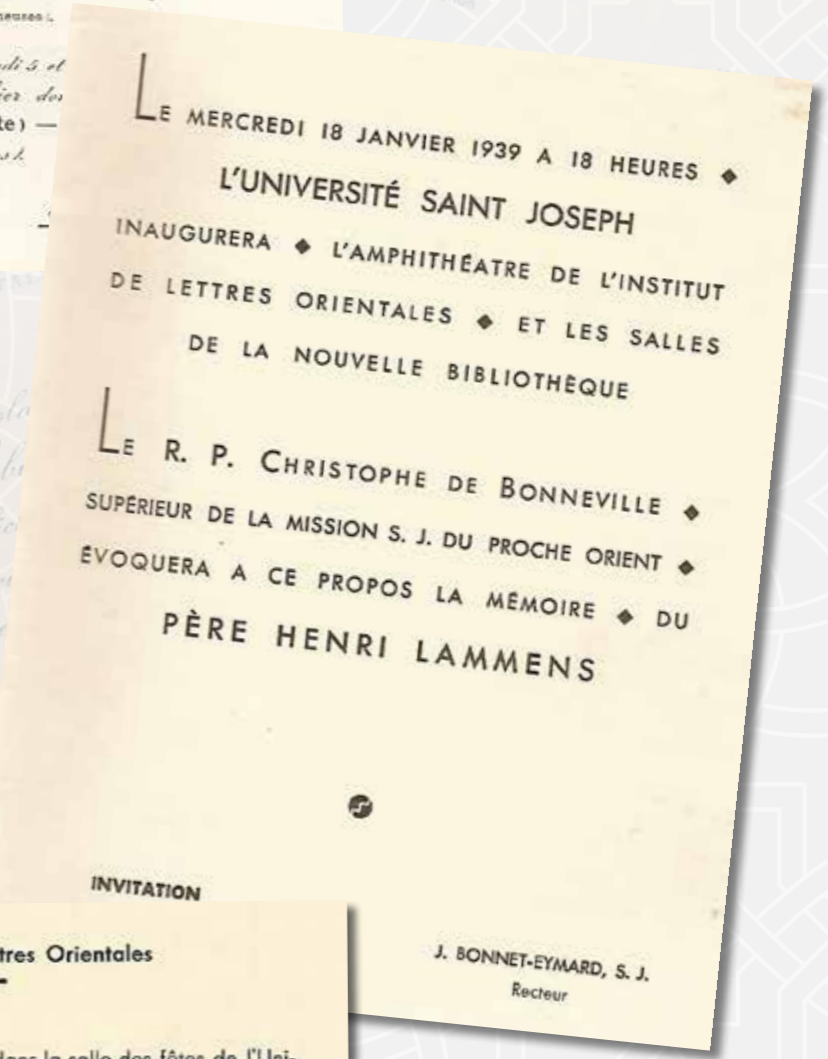 LE MERCREDI 18 JANVIER 1939 A 18 HEURES ◆
L'UNIVERSITÉ SAINT JOSEPH
INAUGURERA ◆ L'AMPHITHÉATRE DE L'INSTITUT
DE LETTRES ORIENTALES ◆ ET LES SALLES
DE LA NOUVELLE BIBLIOTHÈQUE
LE R. P. CHRISTOPHE DE BONNEVILLE ◆
SUPÉRIEUR DE LA MISSION S. J. DU PROCHE ORIENT ◆
ÉVOQUERA A CE PROPOS LA MÉMOIRE ◆ DU
PÈRE HENRI LAMMENS
INVITATION
J. BONNET-EYMARD, S. J.
Recteur
tres Orientales
dans la salle des fêtes de l'Uni-